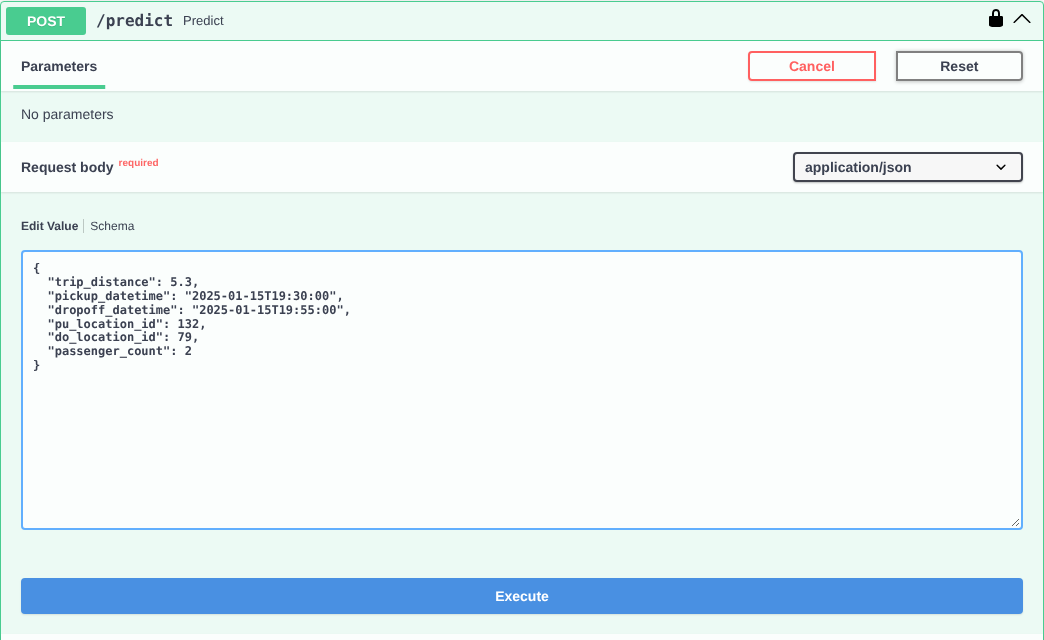 POST /predict Predict
Parameters
Cancel
Reset
No parameters
Request body required
application/json
Edit Value | Schema
{
  "trip_distance": 5.3,
  "pickup_datetime": "2025-01-15T19:30:00",
  "dropoff_datetime": "2025-01-15T19:55:00",
  "pu_location_id": 132,
  "do_location_id": 79,
  "passenger_count": 2
}
Execute